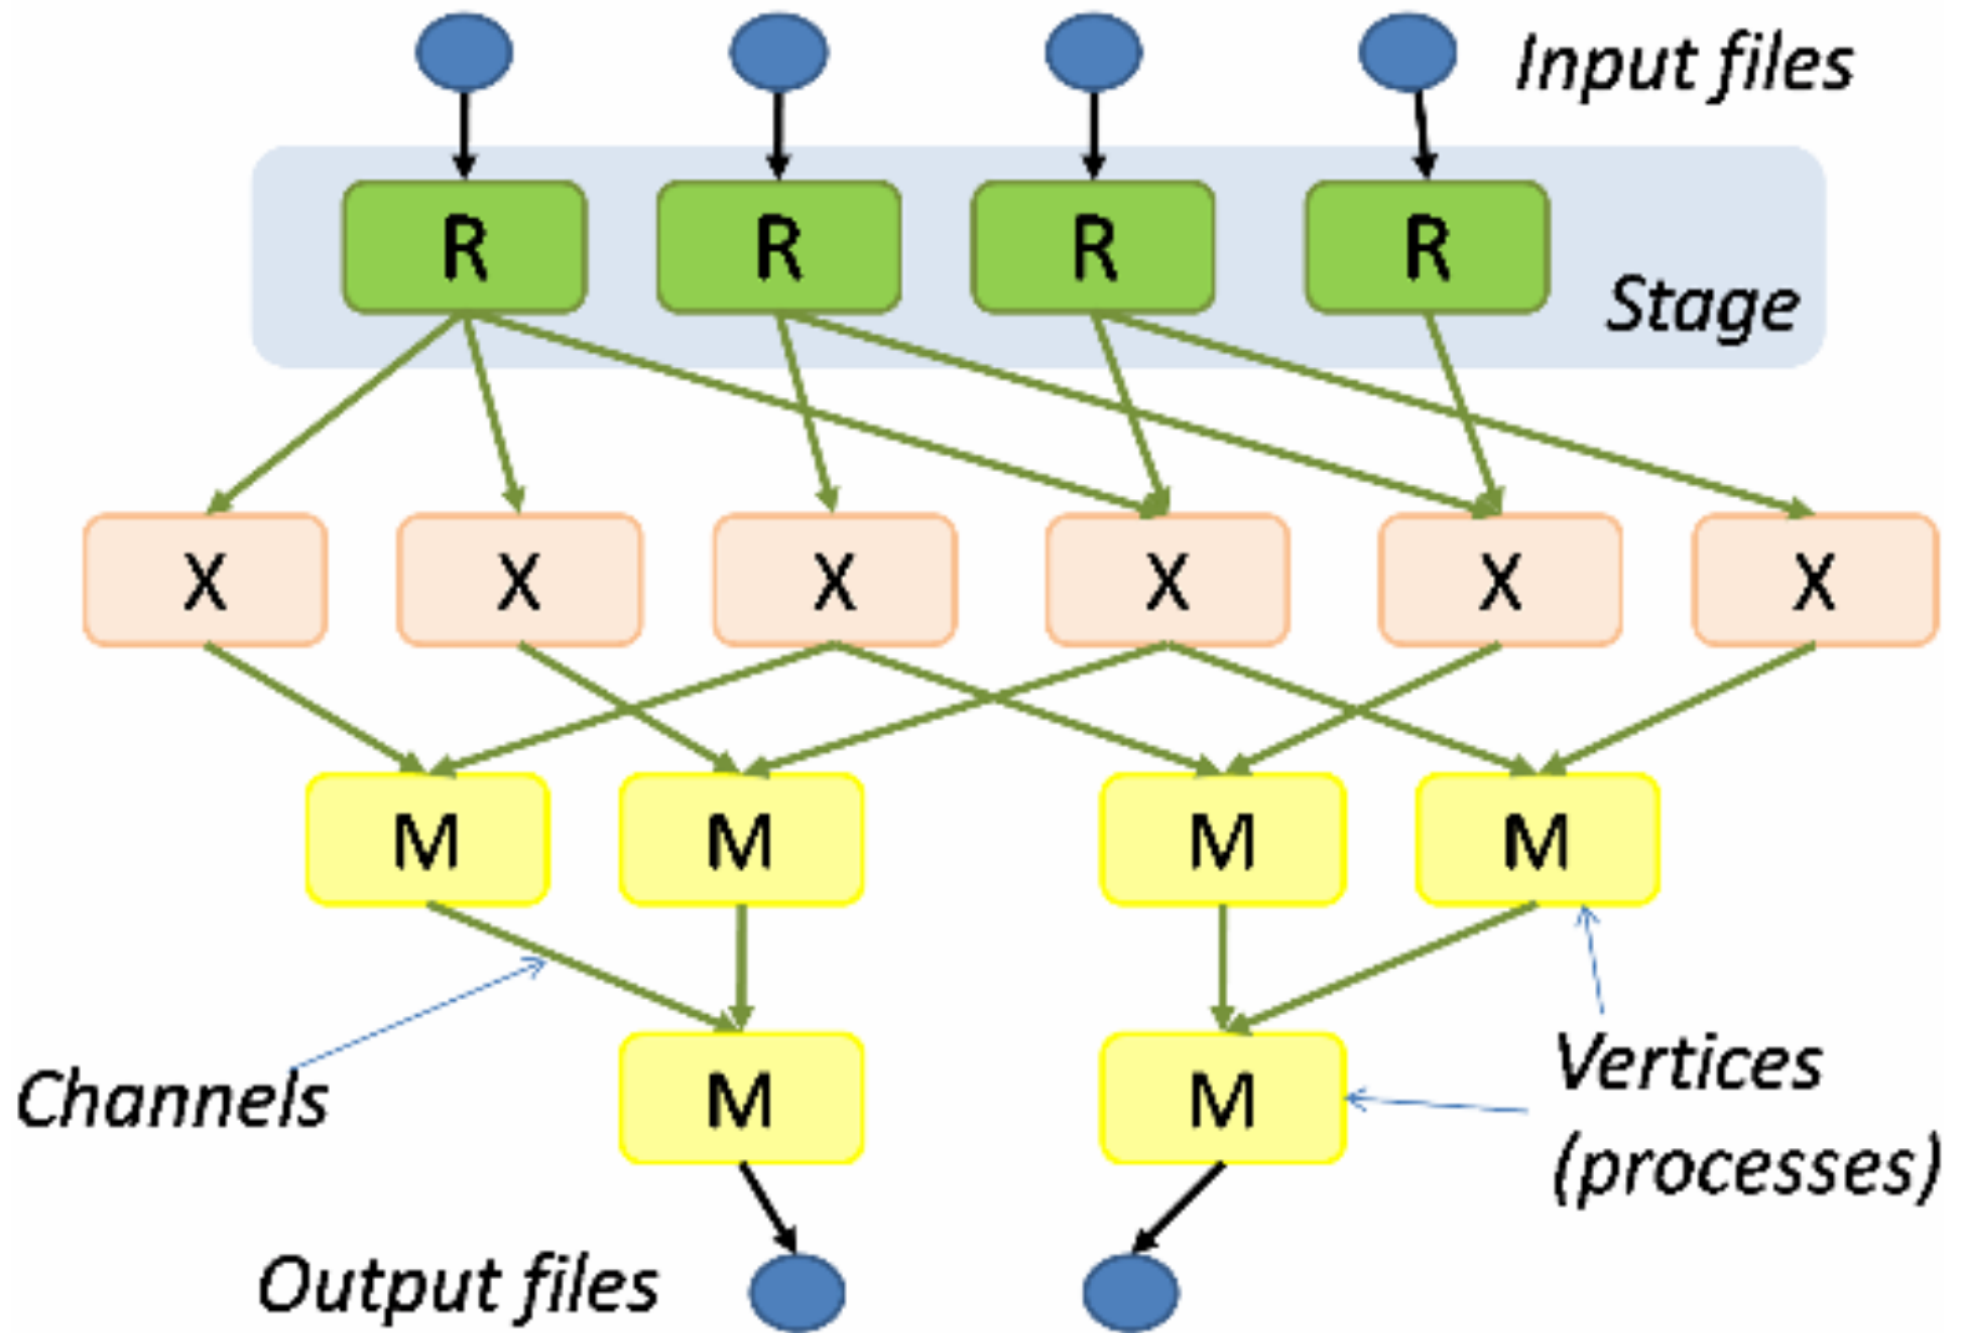 Input files
R R R R
Stage
X X X X X X
M M M M
Channels
M M
Vertices
(processes)
Output files